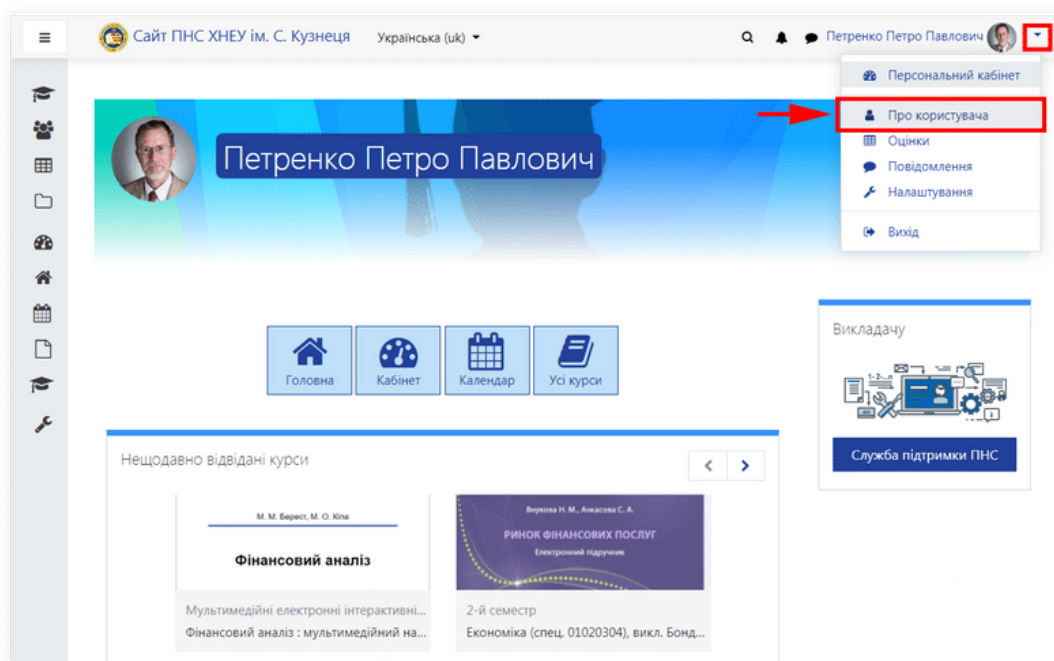 Сайт ПНС ХНЕУ ім. С. Кузнеця
Українська (uk)
Петренко Петро Павлович
Персональний кабінет
Про користувача
Оцінки
Повідомлення
Налаштування
Вихід
Петренко Петро Павлович
Головна
Кабінет
Календар
Усі курси
Викладачу
Служба підтримки ПНС
Нещодавно відвідані курси
М. М. Берест, М. О. Кіпа
Фінансовий аналіз
Внукова Н. М., Ачкасова С. А.
РИНОК ФІНАНСОВИХ ПОСЛУГ
Електронний підручник
Мультимедійні електронні інтерактивні...
Фінансовий аналіз : мультимедійний на...
2-й семестр
Економіка (спец. 01020304), викл. Бонд...